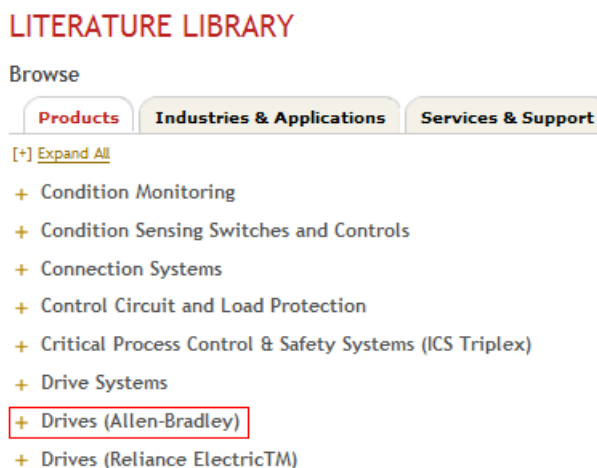 LITERATURE LIBRARY
Browse
Products Industries & Applications Services & Support
[+] Expand All
+ Condition Monitoring
+ Condition Sensing Switches and Controls
+ Connection Systems
+ Control Circuit and Load Protection
+ Critical Process Control & Safety Systems (ICS Triplex)
+ Drive Systems
+ Drives (Allen-Bradley)
+ Drives (Reliance ElectricTM)